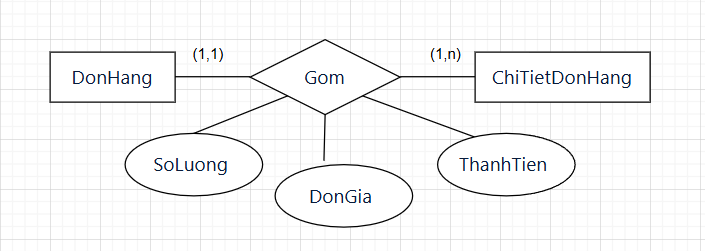 (1,1)
(1,n)
DonHang
Gom
ChiTietDonHang
SoLuong
DonGia
ThanhTien